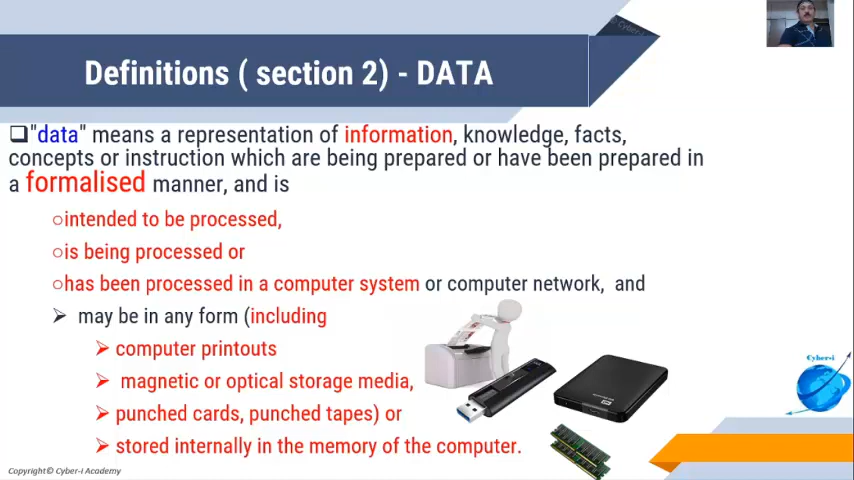 Definitions ( section 2) - DATA
❑"data" means a representation of information, knowledge, facts,
concepts or instruction which are being prepared or have been prepared in
a formalised manner, and is
○intended to be processed,
○is being processed or
○has been processed in a computer system or computer network, and
➢ may be in any form (including
➢ computer printouts
➢ magnetic or optical storage media,
➢ punched cards, punched tapes) or
➢ stored internally in the memory of the computer.
Cyber-i
Copyright© Cyber-i Academy